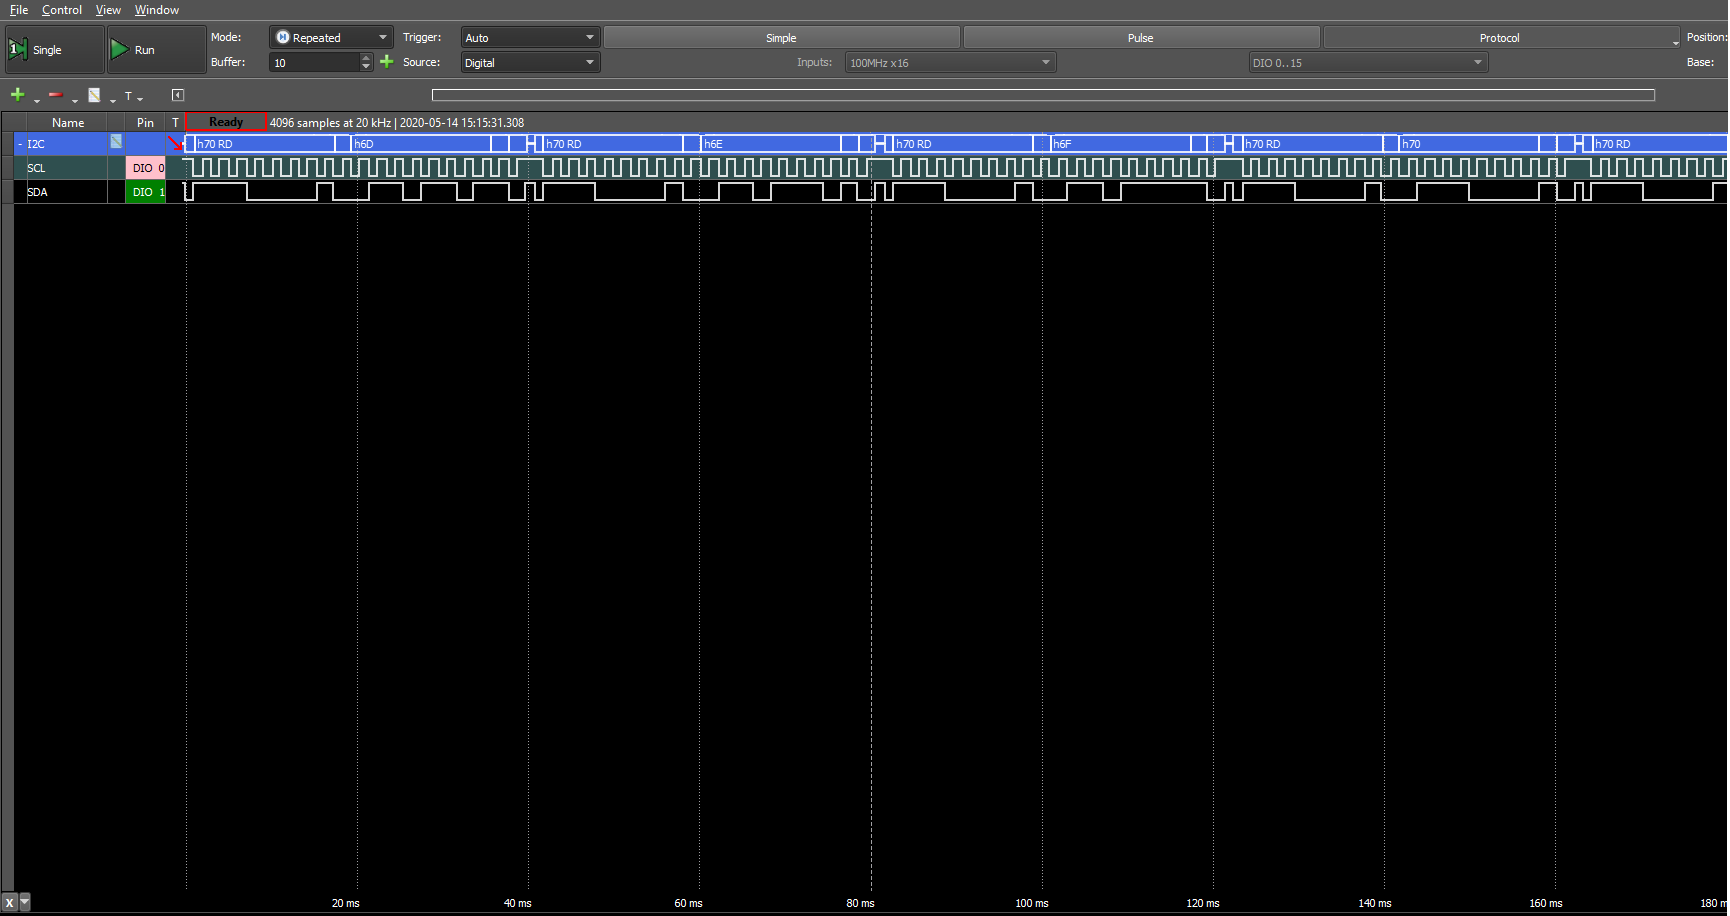 File Control View Window
Single Run Mode: Repeated Trigger: Auto Simple Pulse Protocol Position:
Buffer: 10 Source: Digital Inputs: 100MHz x16 DIO 0..15 Base:
T
Name Pin T Ready 4096 samples at 20 kHz | 2020-05-14 15:15:31.308
- I2C h70 RD h6D h70 RD h6E h70 RD h6F h70 RD h70 h70 RD
SCL DIO 0
SDA DIO 1
X 20 ms 40 ms 60 ms 80 ms 100 ms 120 ms 140 ms 160 ms 180 m